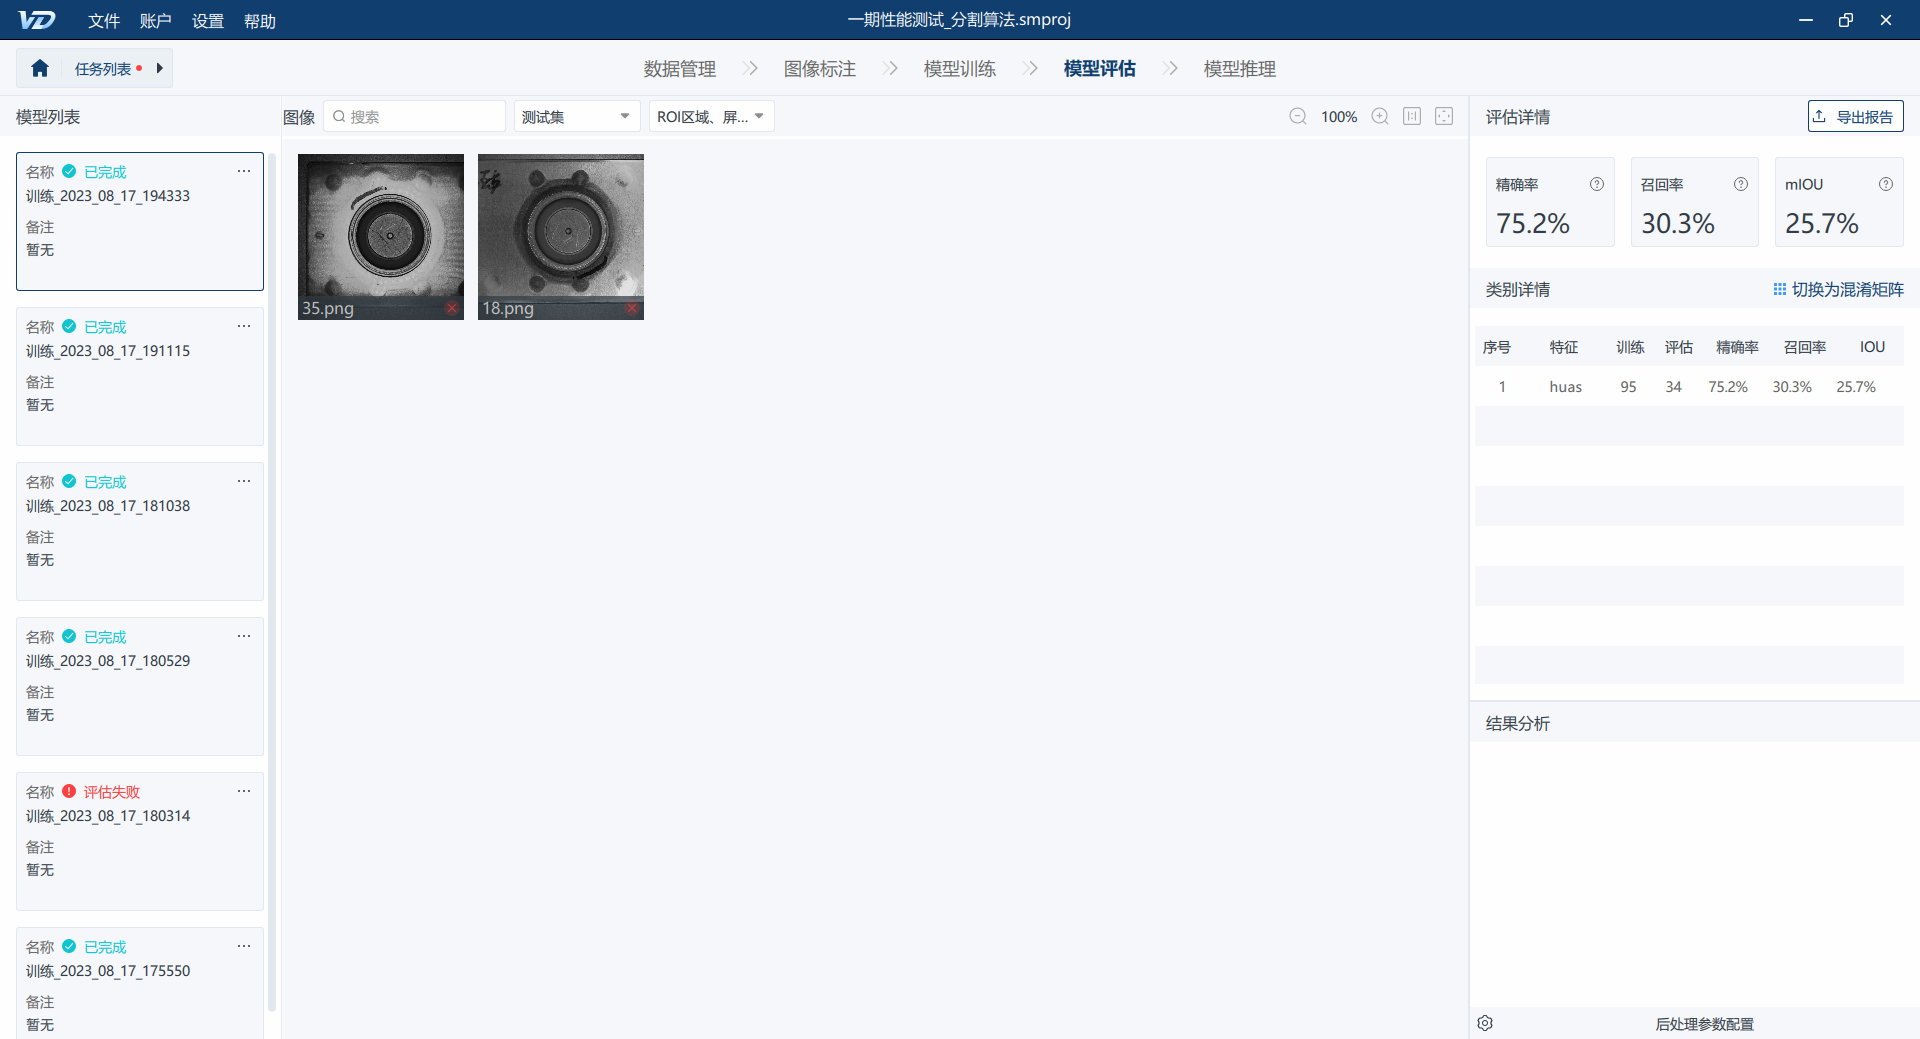 VD 文件 账户 设置 帮助 一期性能测试_分割算法.smproj
任务列表 数据管理 图像标注 模型训练 模型评估 模型推理
模型列表
名称 已完成
训练_2023_08_17_194333
备注
暂无
名称 已完成
训练_2023_08_17_191115
备注
暂无
名称 已完成
训练_2023_08_17_181038
备注
暂无
名称 已完成
训练_2023_08_17_180529
备注
暂无
名称 评估失败
训练_2023_08_17_180314
备注
暂无
名称 已完成
训练_2023_08_17_175550
备注
暂无
图像 搜索 测试集 ROI区域、屏... 100%
35.png
18.png
评估详情 导出报告
精确率 召回率 mIOU
75.2% 30.3% 25.7%
类别详情 切换为混淆矩阵
序号 特征 训练 评估 精确率 召回率 IOU
1 huas 95 34 75.2% 30.3% 25.7%
结果分析
后处理参数配置